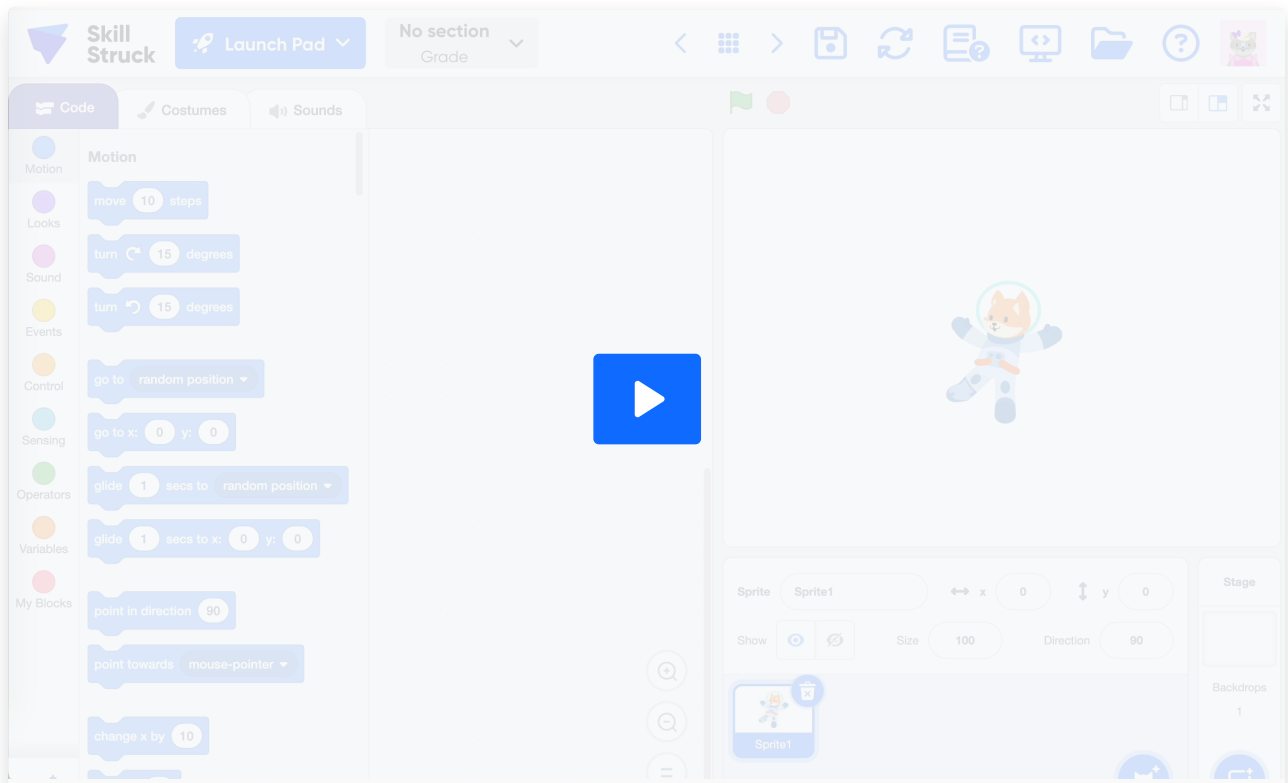 Skill
Struck
Launch Pad
No section
Grade
Code
Costumes
Sounds
Motion
Looks
Sound
Events
Control
Sensing
Operators
Variables
My Blocks
Motion
move 10 steps
turn 15 degrees
turn 15 degrees
go to random position
go to x: 0 y: 0
glide 1 secs to random position
glide 1 secs to x: 0 y: 0
point in direction 90
point towards mouse-pointer
change x by 10
Sprite Sprite1 x 0 y 0
Show Size 100 Direction 90
Sprite1
Stage
Backdrops
1